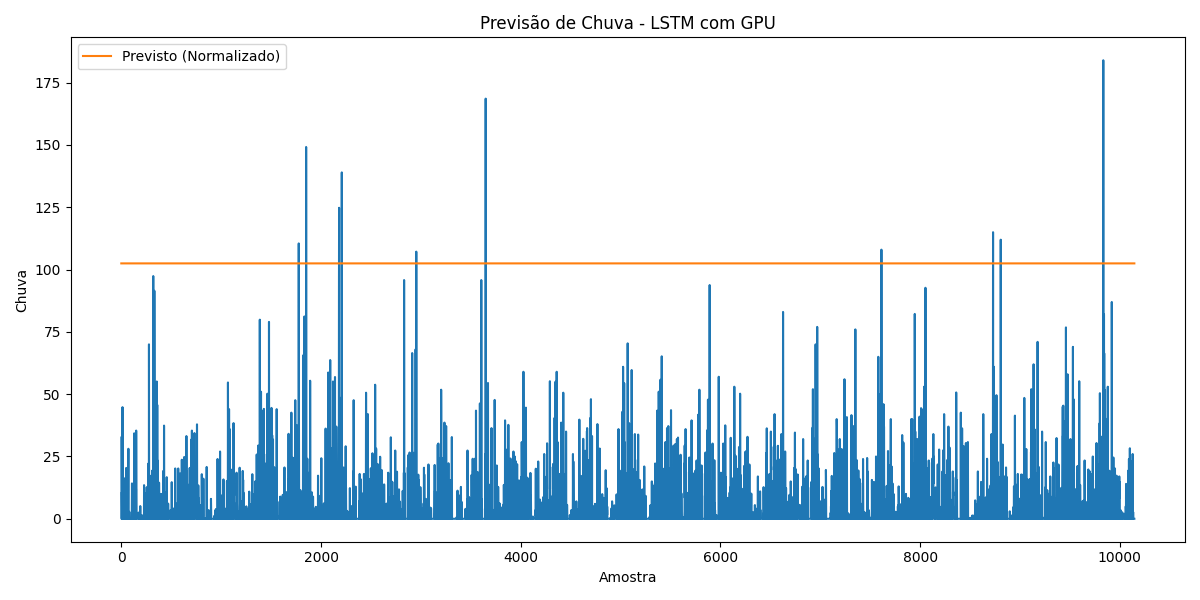 Previsão de Chuva - LSTM com GPU
Previsto (Normalizado)
Chuva
175
150
125
100
75
50
25
0
0 2000 4000 6000 8000 10000
Amostra